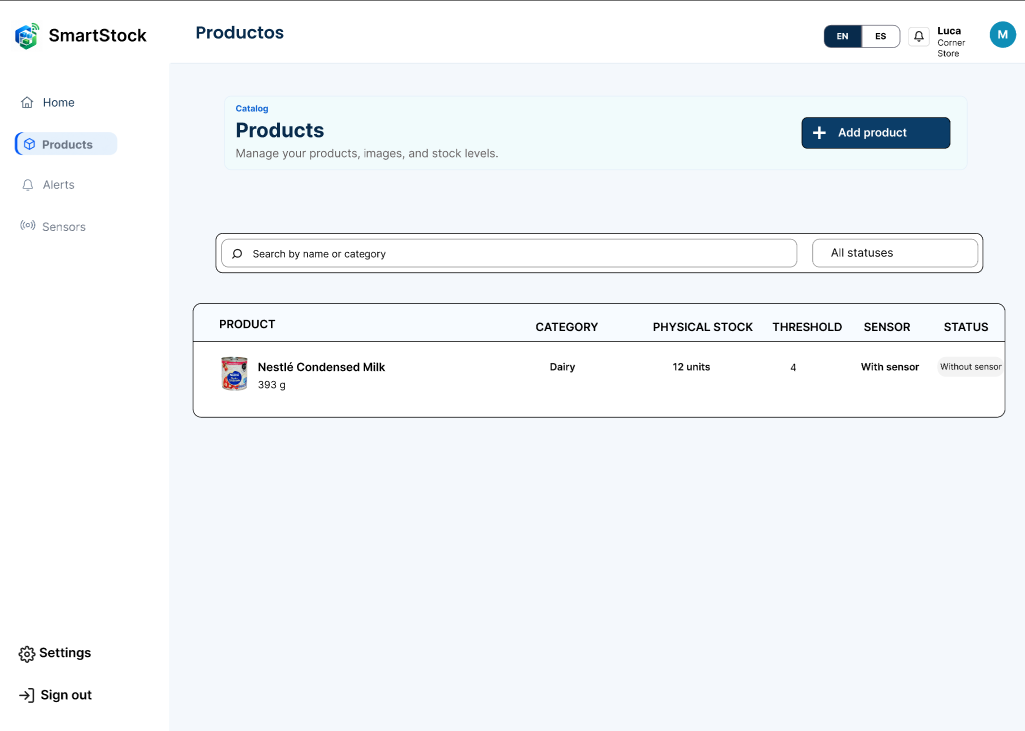 SmartStock
Productos
EN
ES
Luca
Corner
Store
M
Home
Products
Alerts
Sensors
Catalog
Products
Manage your products, images, and stock levels.
Add product
Search by name or category
All statuses
PRODUCT CATEGORY PHYSICAL STOCK THRESHOLD SENSOR STATUS
Nestlé Condensed Milk Dairy 12 units 4 With sensor Without sensor
393 g
Settings
Sign out